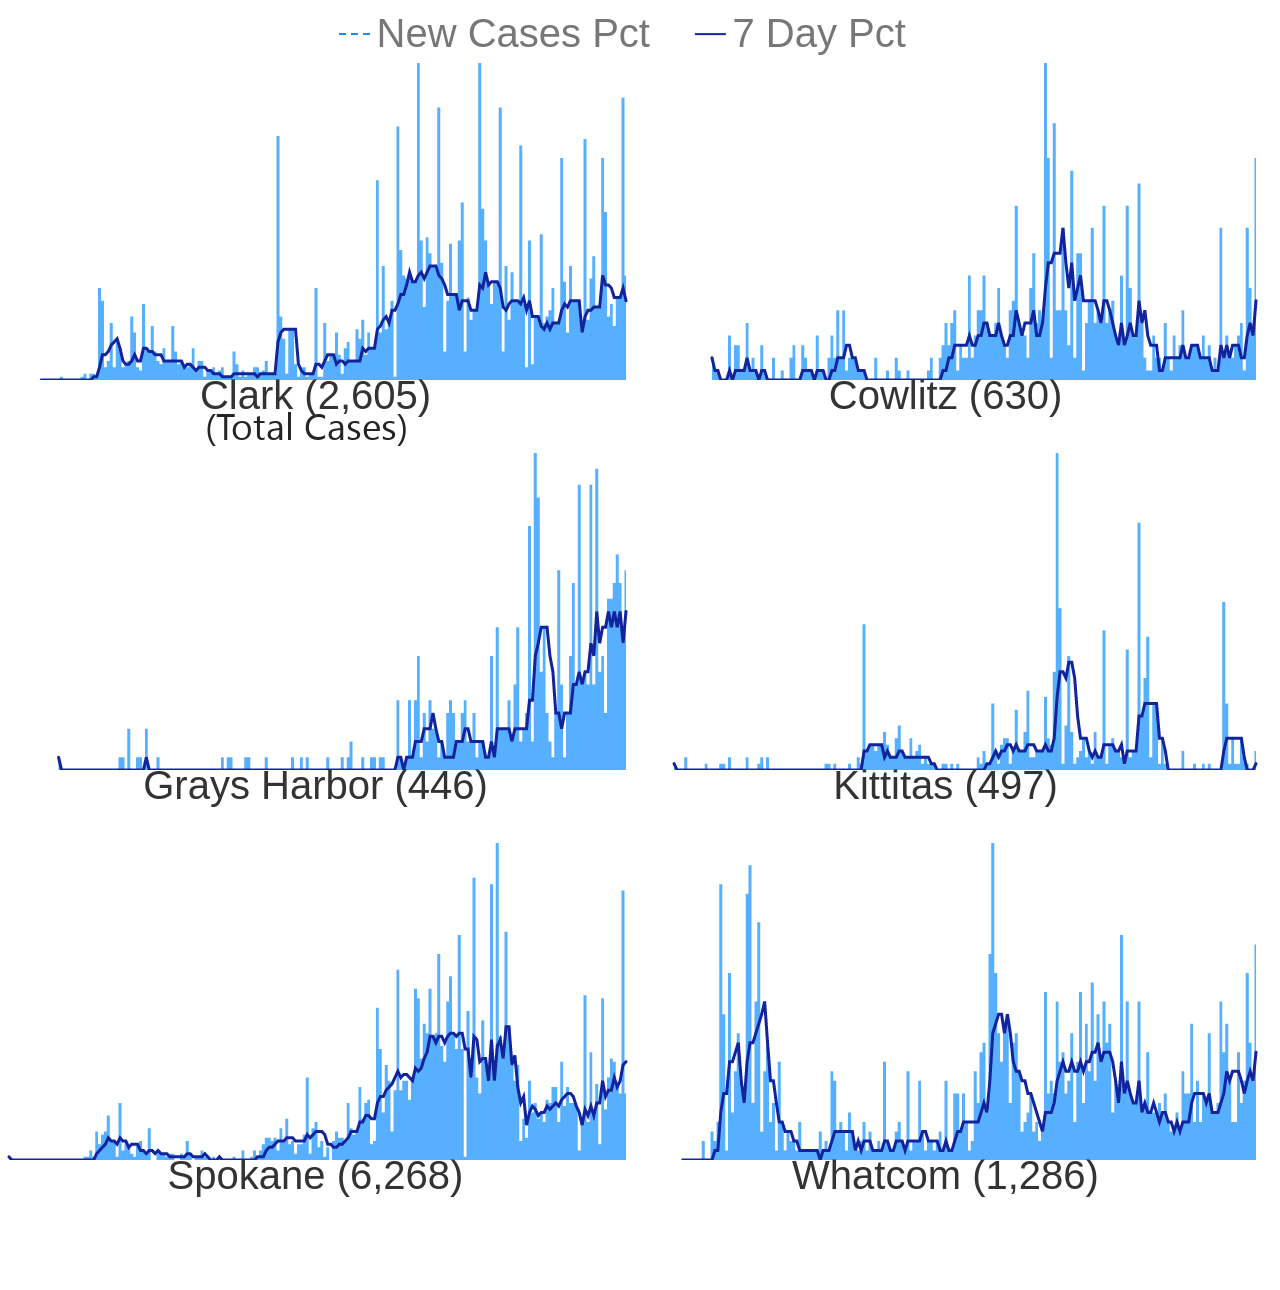 New Cases Pct 7 Day Pct
Clark (2,605)
(Total Cases)
Cowlitz (630)
Grays Harbor (446)
Kittitas (497)
Spokane (6,268)
Whatcom (1,286)